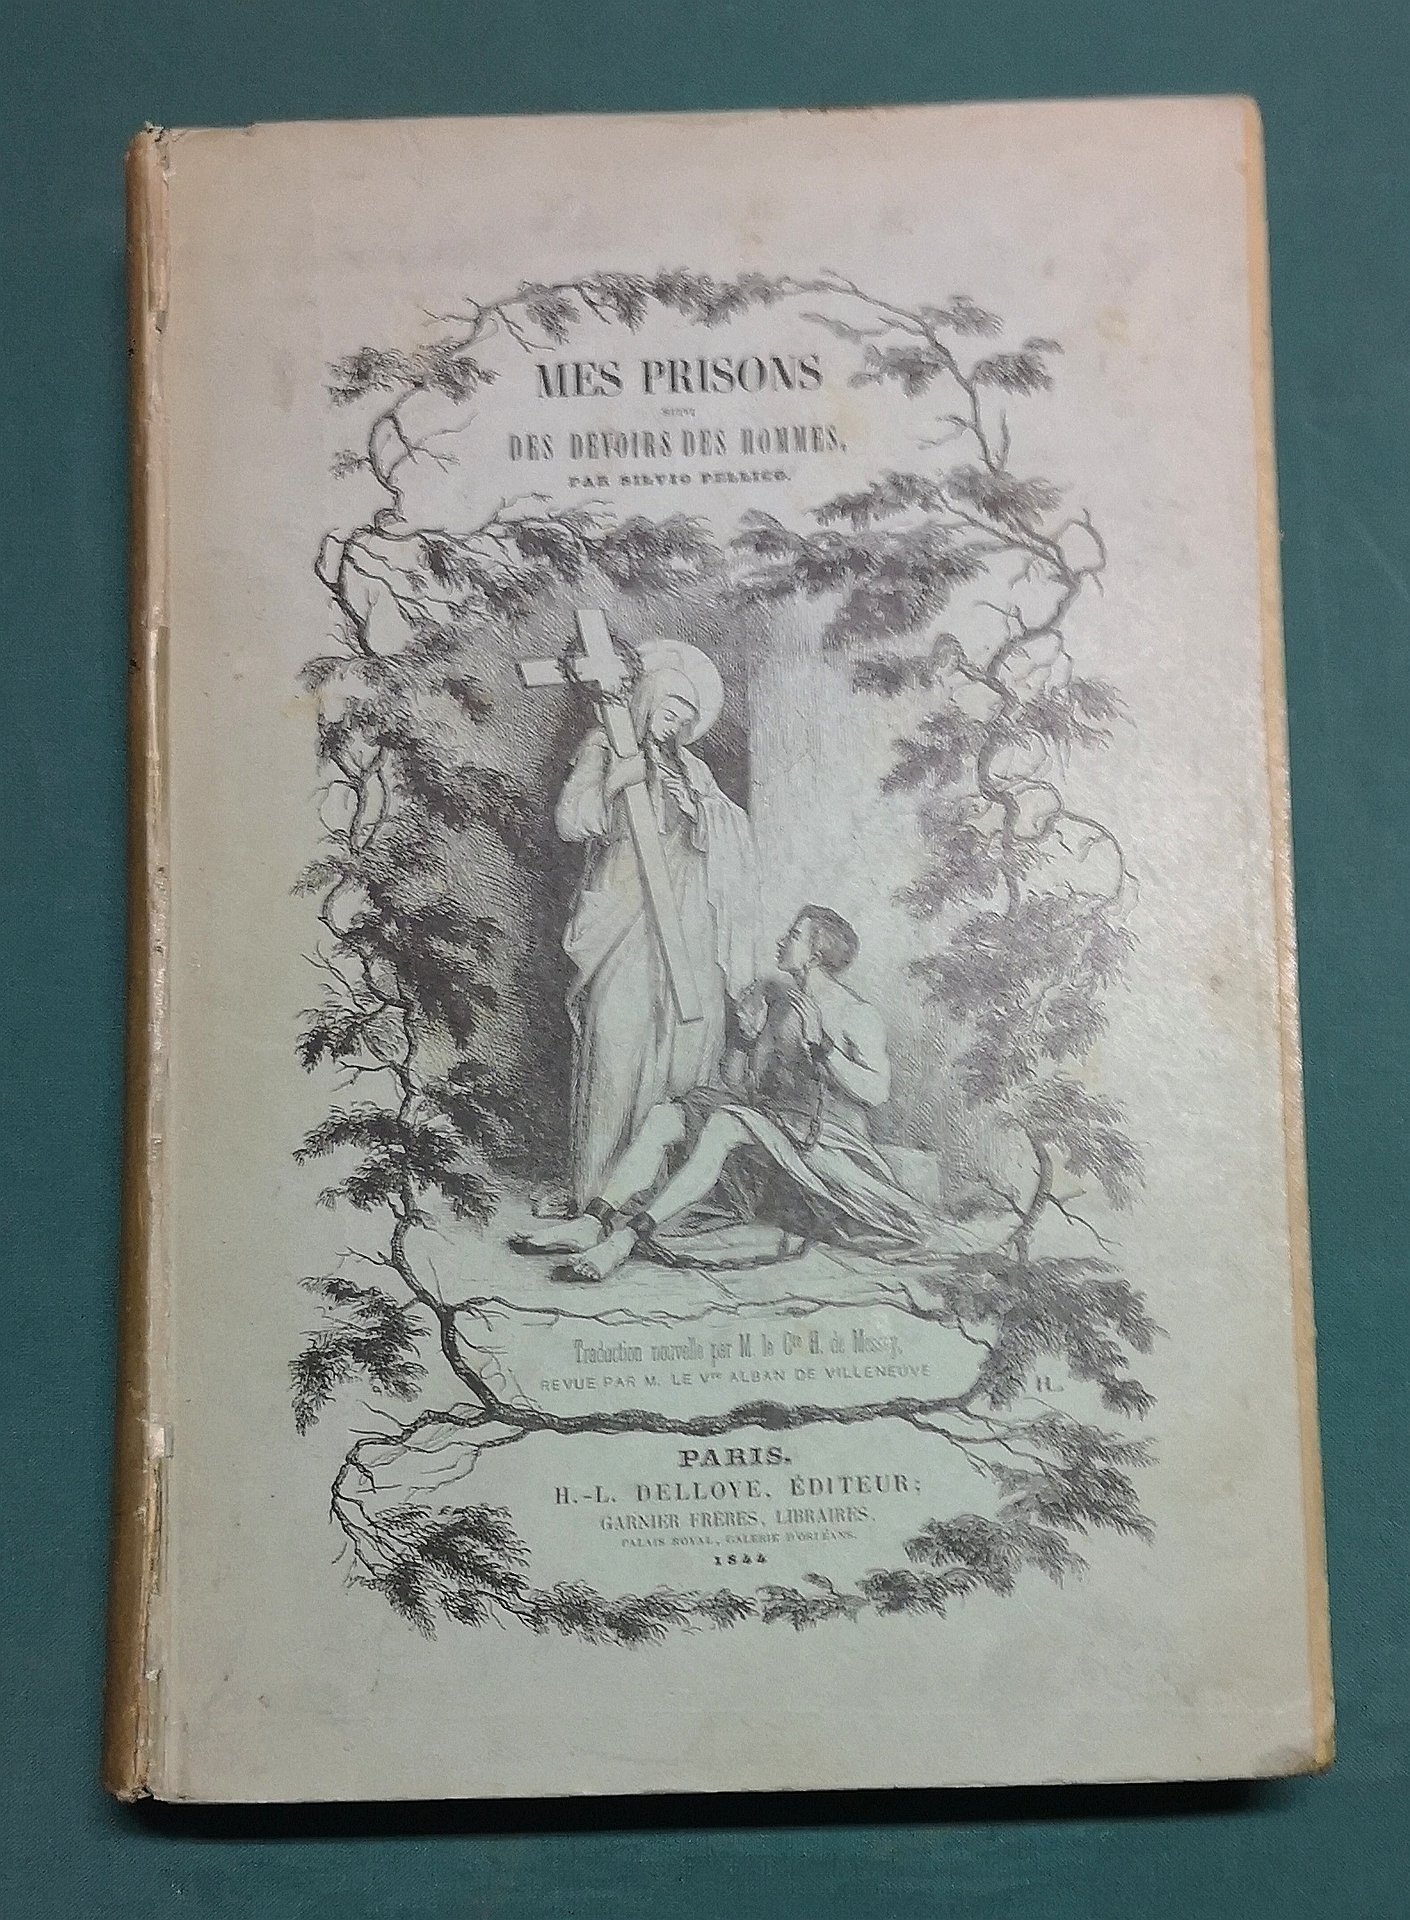 MES PRISONS
SUIVI
DES DEVOIRS DES HOMMES,
PAR SILVIO PELLICO.
Traduction nouvelle par M. le Cte H. de Messey,
REVUE PAR M. LE Vte ALBAN DE VILLENEUVE
PARIS.
H.-L. DELLOYE, ÉDITEUR;
GARNIER FRÈRES, LIBRAIRES,
PALAIS ROYAL, GALERIE D'ORLÉANS.
1844